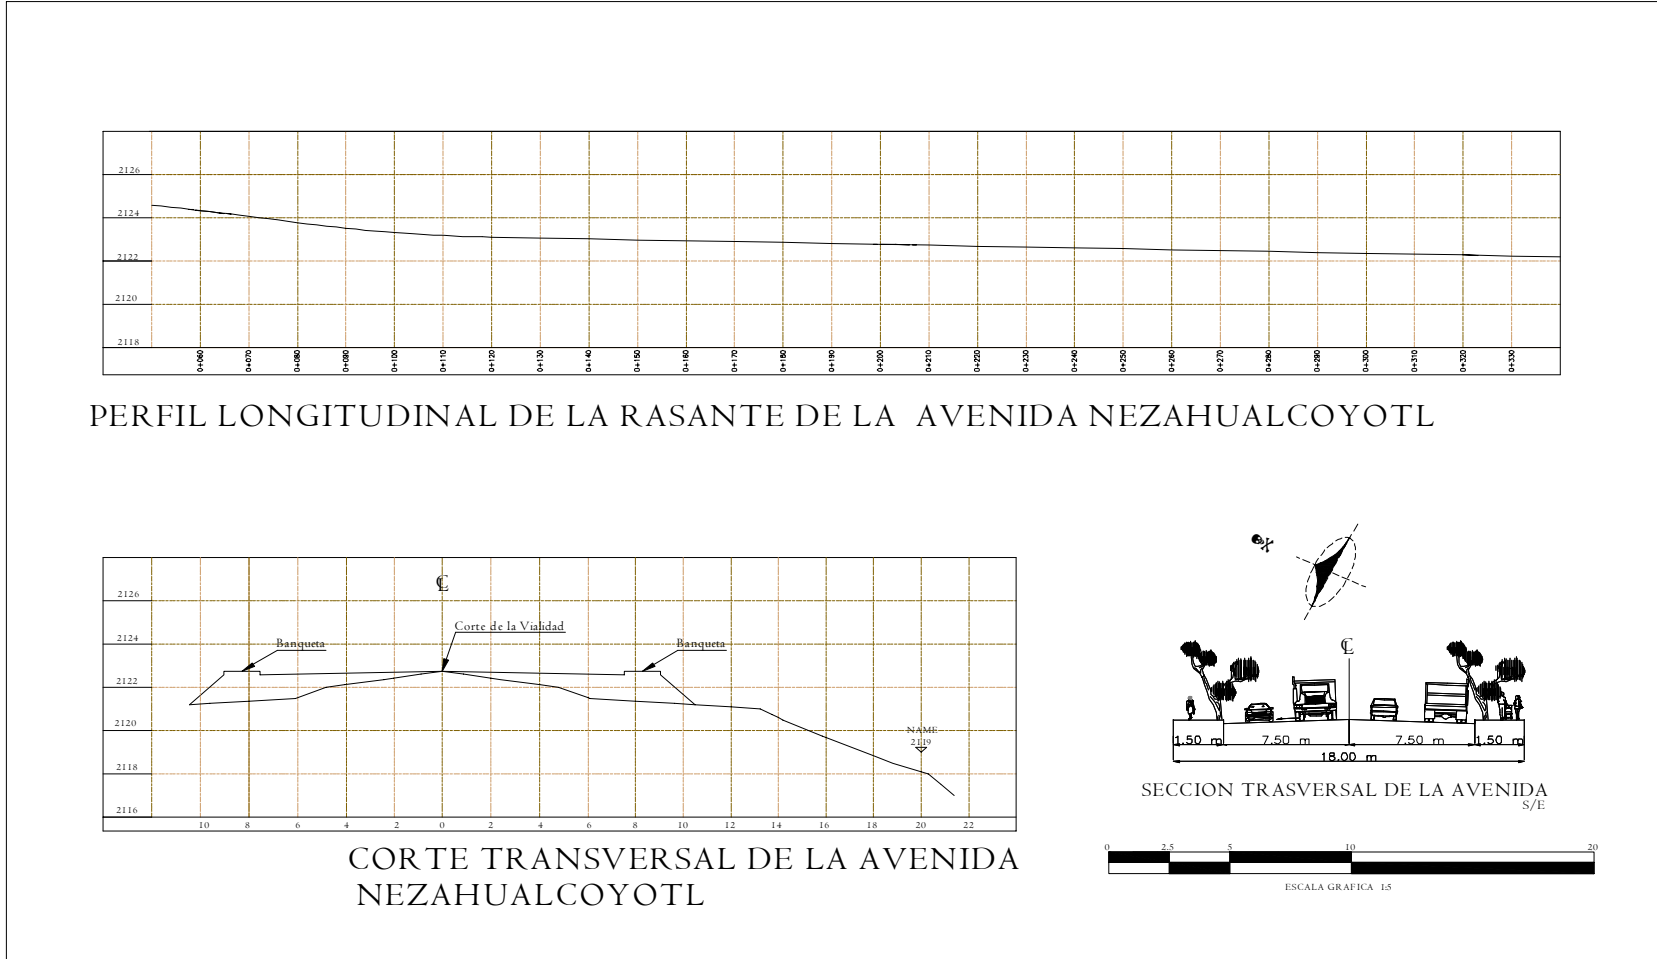 2126
2124
2122
2120
2118
0+060 0+070 0+080 0+090 0+100 0+110 0+120 0+130 0+140 0+150 0+160 0+170 0+180 0+190 0+200 0+210 0+220 0+230 0+240 0+250 0+260 0+270 0+280 0+290 0+300 0+310 0+320 0+330
PERFIL LONGITUDINAL DE LA RASANTE DE LA AVENIDA NEZAHUALCOYOTL
℄
2126
Corte de la Vialidad
2124
Banqueta Banqueta
2122
2120
NAME
2119
2118
2116
10 8 6 4 2 0 2 4 6 8 10 12 14 16 18 20 22
CORTE TRANSVERSAL DE LA AVENIDA
NEZAHUALCOYOTL
℄
1.50 m 7.50 m 7.50 m 1.50 m
18.00 m
SECCION TRASVERSAL DE LA AVENIDA
S/E
0 2.5 5 10 20
ESCALA GRAFICA 1:5